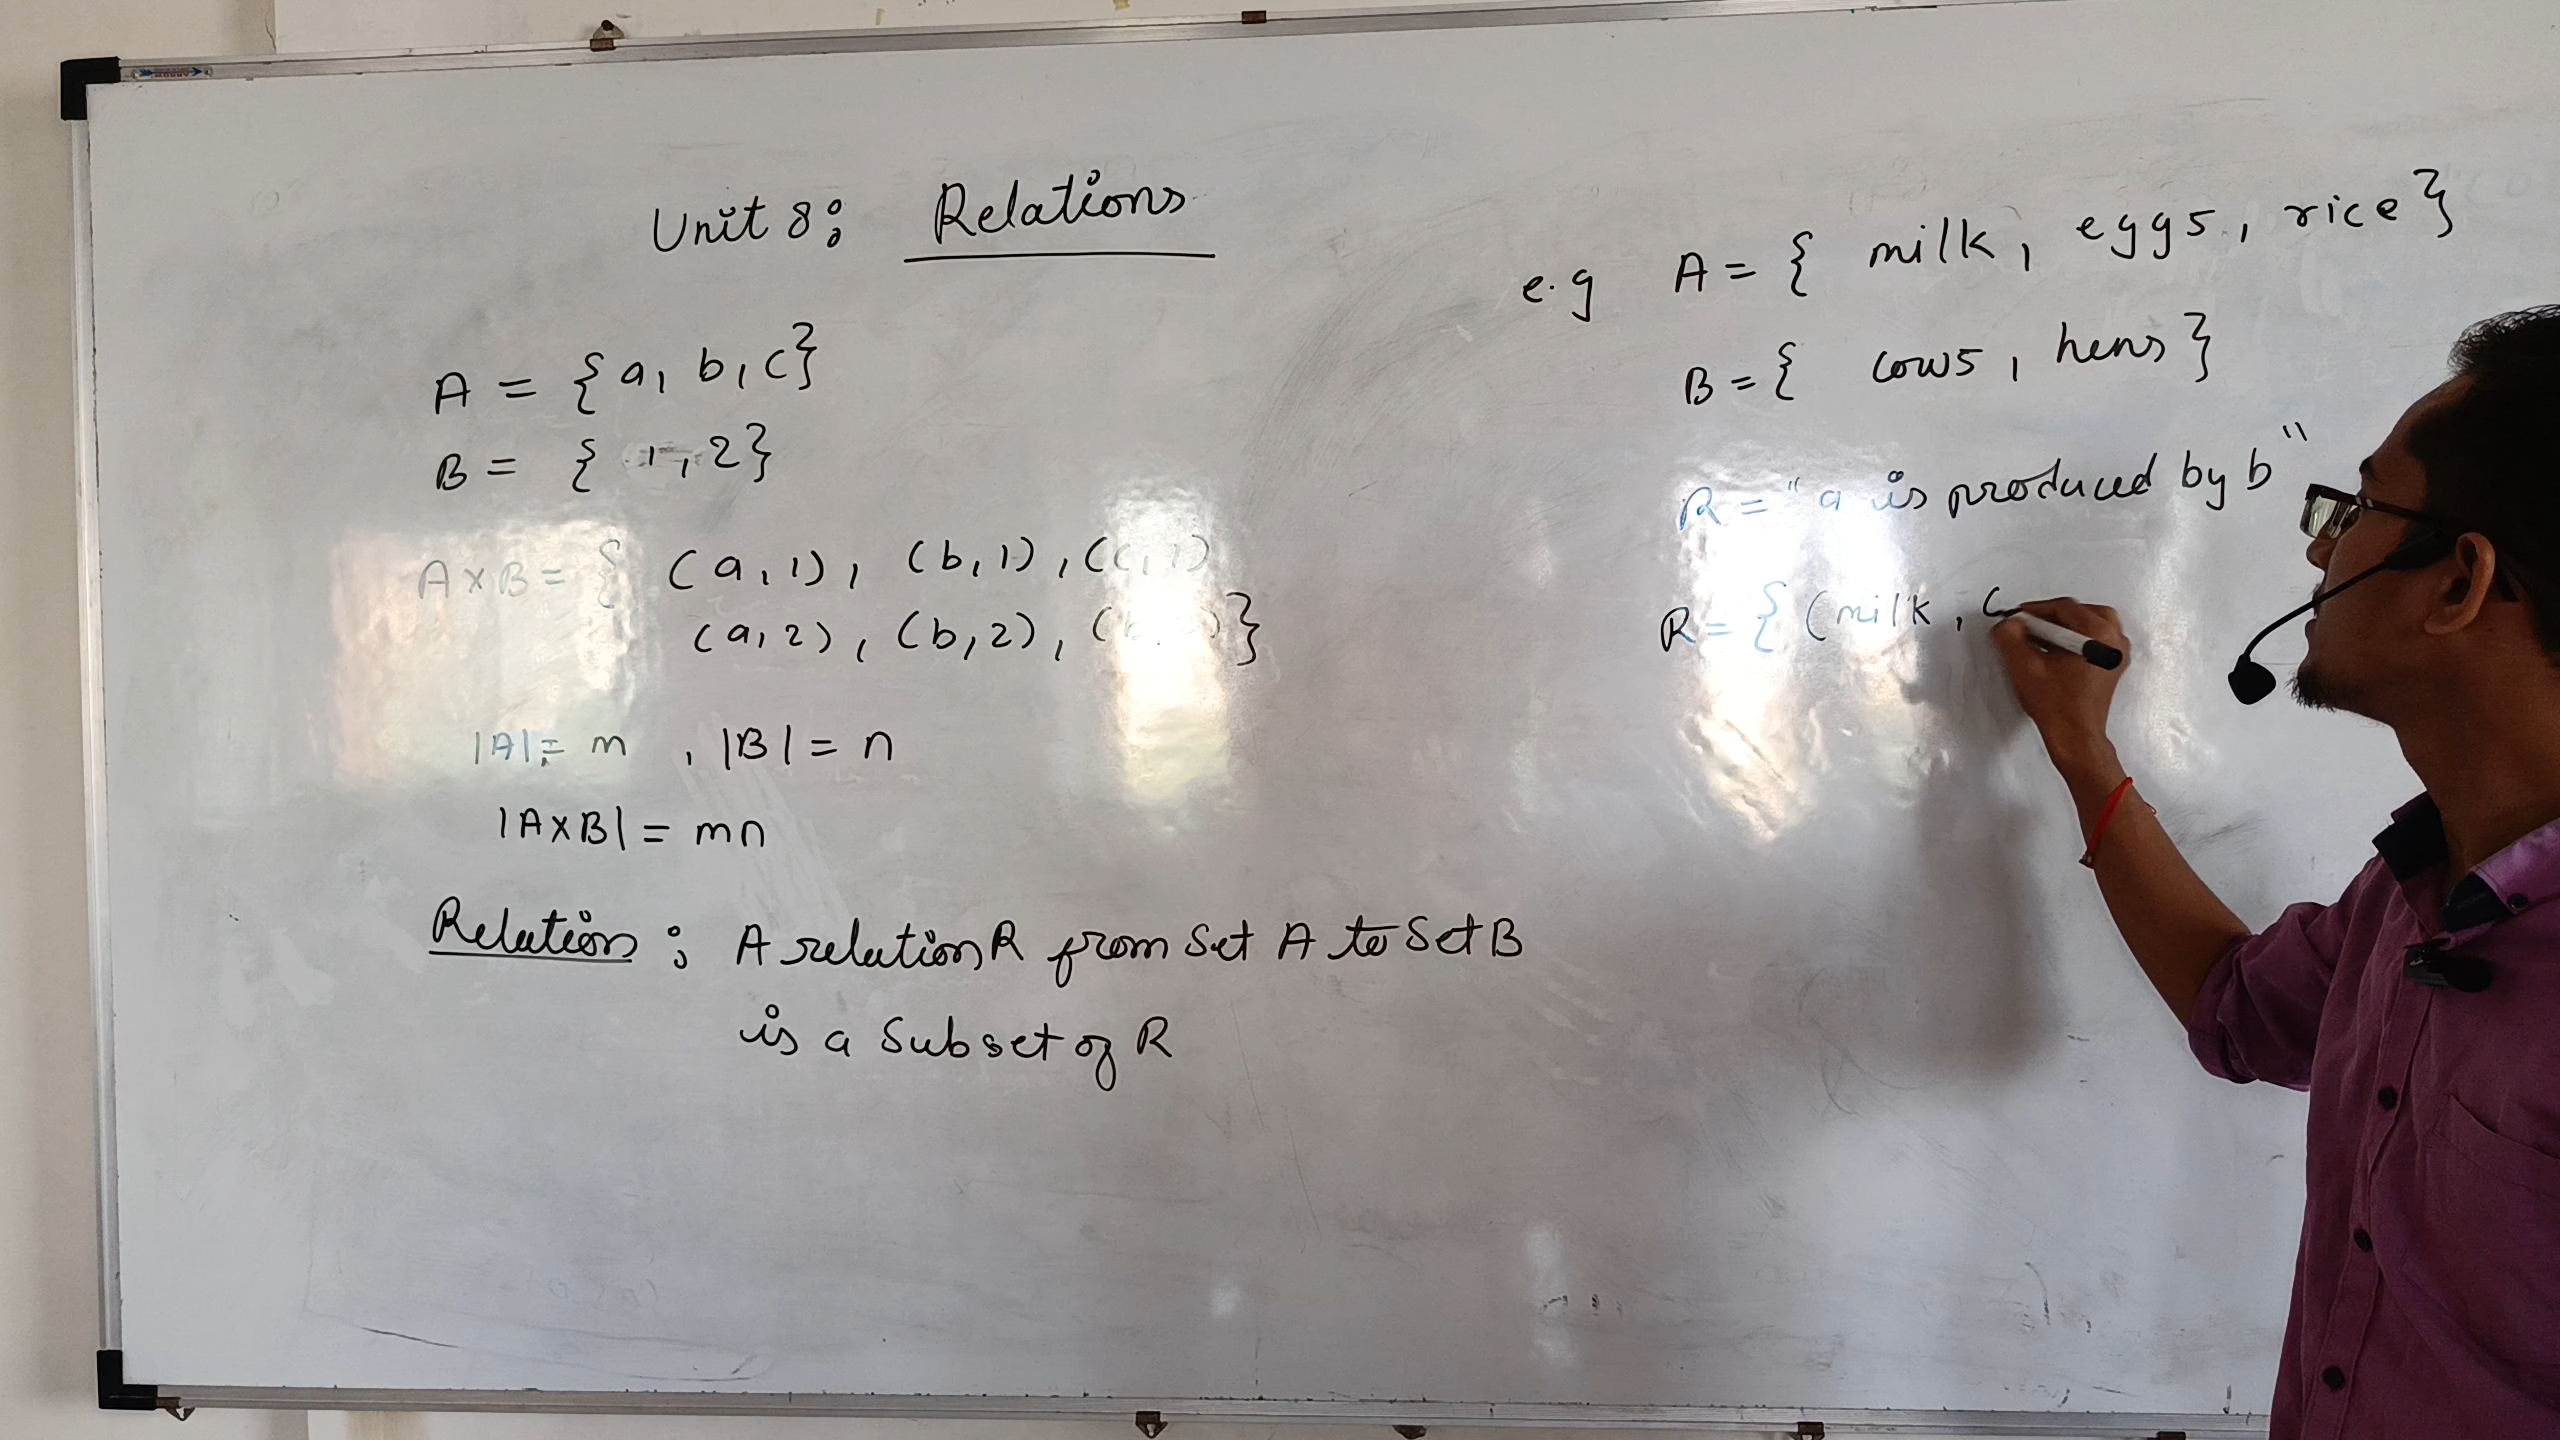 Unit 8: Relations
A = {a, b, c}
B = { 1, 2}
A x B = { (a, 1), (b, 1), (c, 1)
(a, 2), (b, 2), ( }
|A| = m , |B| = n
|A x B| = mn
Relation : A relation R from Set A to Set B
is a Subset of R
e.g A = { milk, eggs, rice}
B = { cows, hens}
R = "a is produced by b"
R = { (milk, c